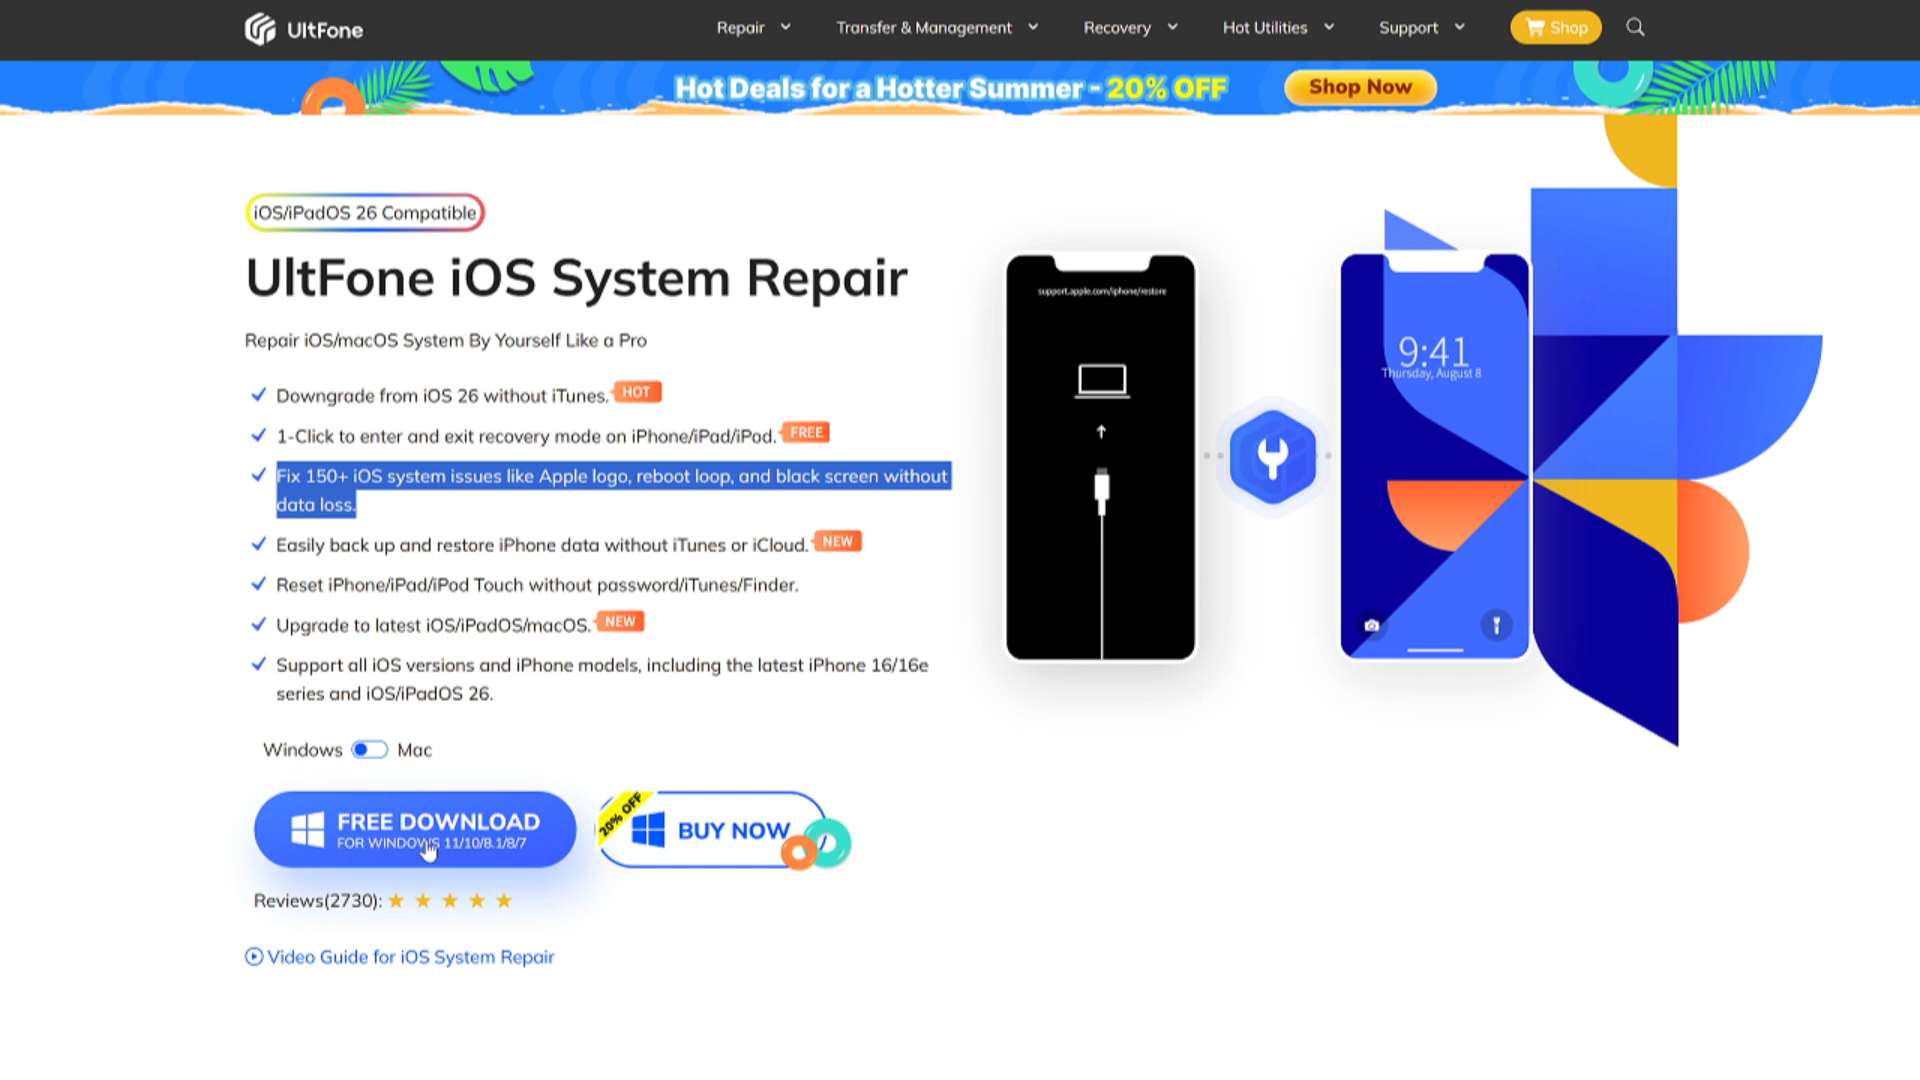 UltFone
Repair
Transfer & Management
Recovery
Hot Utilities
Support
Shop
Hot Deals for a Hotter Summer - 20% OFF
Shop Now
iOS/iPadOS 26 Compatible
UltFone iOS System Repair
Repair iOS/macOS System By Yourself Like a Pro
Downgrade from iOS 26 without iTunes. HOT
1-Click to enter and exit recovery mode on iPhone/iPad/iPod. FREE
Fix 150+ iOS system issues like Apple logo, reboot loop, and black screen without
data loss.
Easily back up and restore iPhone data without iTunes or iCloud. NEW
Reset iPhone/iPad/iPod Touch without password/iTunes/Finder.
Upgrade to latest iOS/iPadOS/macOS. NEW
Support all iOS versions and iPhone models, including the latest iPhone 16/16e
series and iOS/iPadOS 26.
Windows Mac
FREE DOWNLOAD
FOR WINDOWS 11/10/8.1/8/7
20% OFF
BUY NOW
Reviews(2730):
Video Guide for iOS System Repair
support.apple.com/iphone/restore
9:41
Thursday, August 8